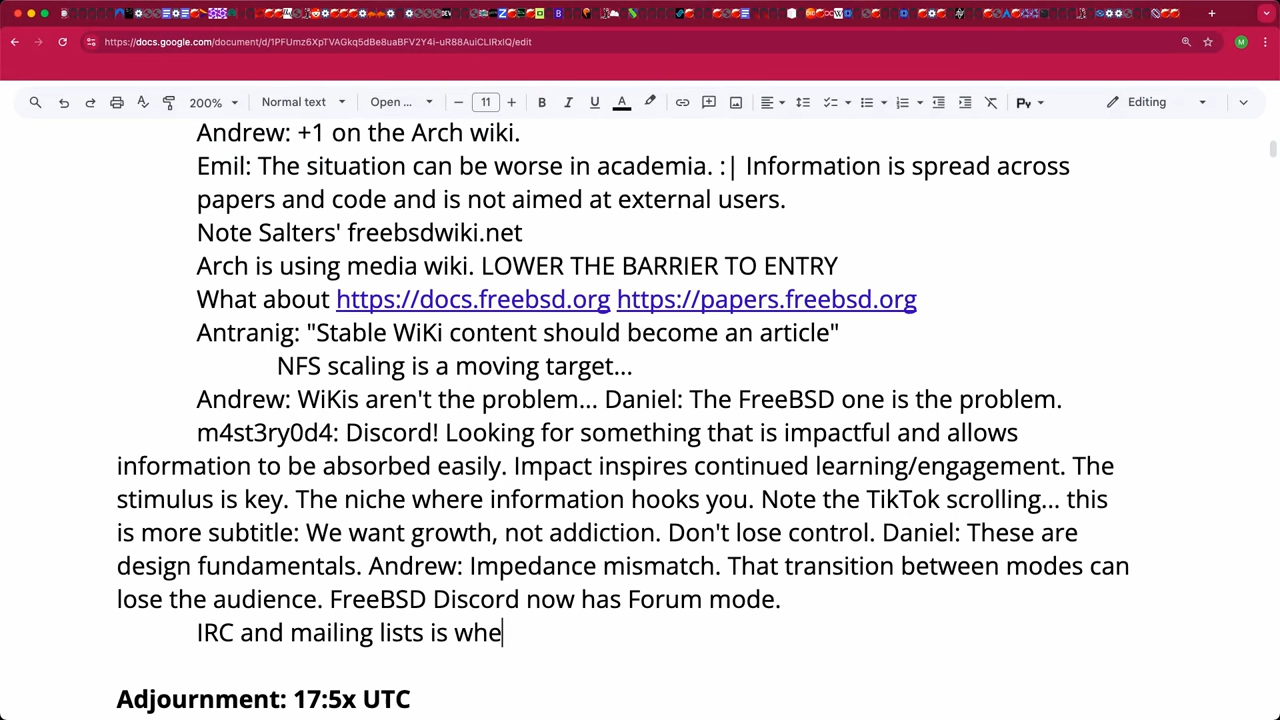 https://docs.google.com/document/d/1PFUmz6XpTVAGkq5dBe8uaBFV2Y4i-uR88AuiCLIRxIQ/edit
M
200% Normal text Open ... 11 B I U A Editing
Andrew: +1 on the Arch wiki.
Emil: The situation can be worse in academia. :| Information is spread across
papers and code and is not aimed at external users.
Note Salters' freebsdwiki.net
Arch is using media wiki. LOWER THE BARRIER TO ENTRY
What about https://docs.freebsd.org https://papers.freebsd.org
Antranig: "Stable WiKi content should become an article"
NFS scaling is a moving target...
Andrew: WiKis aren't the problem... Daniel: The FreeBSD one is the problem.
m4st3ry0d4: Discord! Looking for something that is impactful and allows
information to be absorbed easily. Impact inspires continued learning/engagement. The
stimulus is key. The niche where information hooks you. Note the TikTok scrolling... this
is more subtitle: We want growth, not addiction. Don't lose control. Daniel: These are
design fundamentals. Andrew: Impedance mismatch. That transition between modes can
lose the audience. FreeBSD Discord now has Forum mode.
IRC and mailing lists is whe
Adjournment: 17:5x UTC